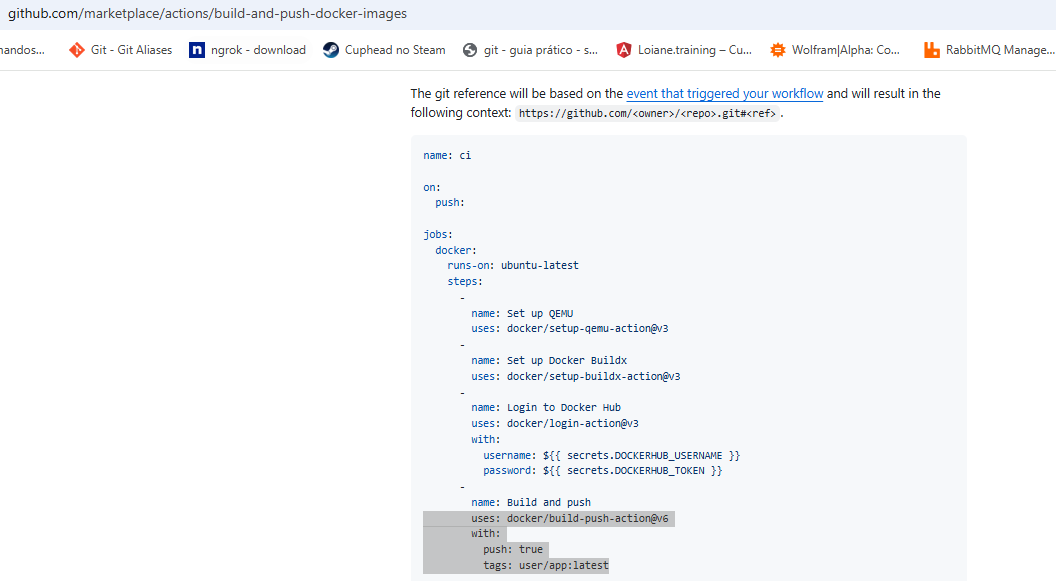 github.com/marketplace/actions/build-and-push-docker-images
nandos... Git - Git Aliases ngrok - download Cuphead no Steam git - guia prático - s... Loiane.training – Cu... Wolfram|Alpha: Co... RabbitMQ Manage...
The git reference will be based on the event that triggered your workflow and will result in the
following context: https://github.com/<owner>/<repo>.git#<ref> .
name: ci
on:
  push:
jobs:
  docker:
    runs-on: ubuntu-latest
    steps:
      -
        name: Set up QEMU
        uses: docker/setup-qemu-action@v3
      -
        name: Set up Docker Buildx
        uses: docker/setup-buildx-action@v3
      -
        name: Login to Docker Hub
        uses: docker/login-action@v3
        with:
          username: ${{ secrets.DOCKERHUB_USERNAME }}
          password: ${{ secrets.DOCKERHUB_TOKEN }}
      -
        name: Build and push
        uses: docker/build-push-action@v6
        with:
          push: true
          tags: user/app:latest